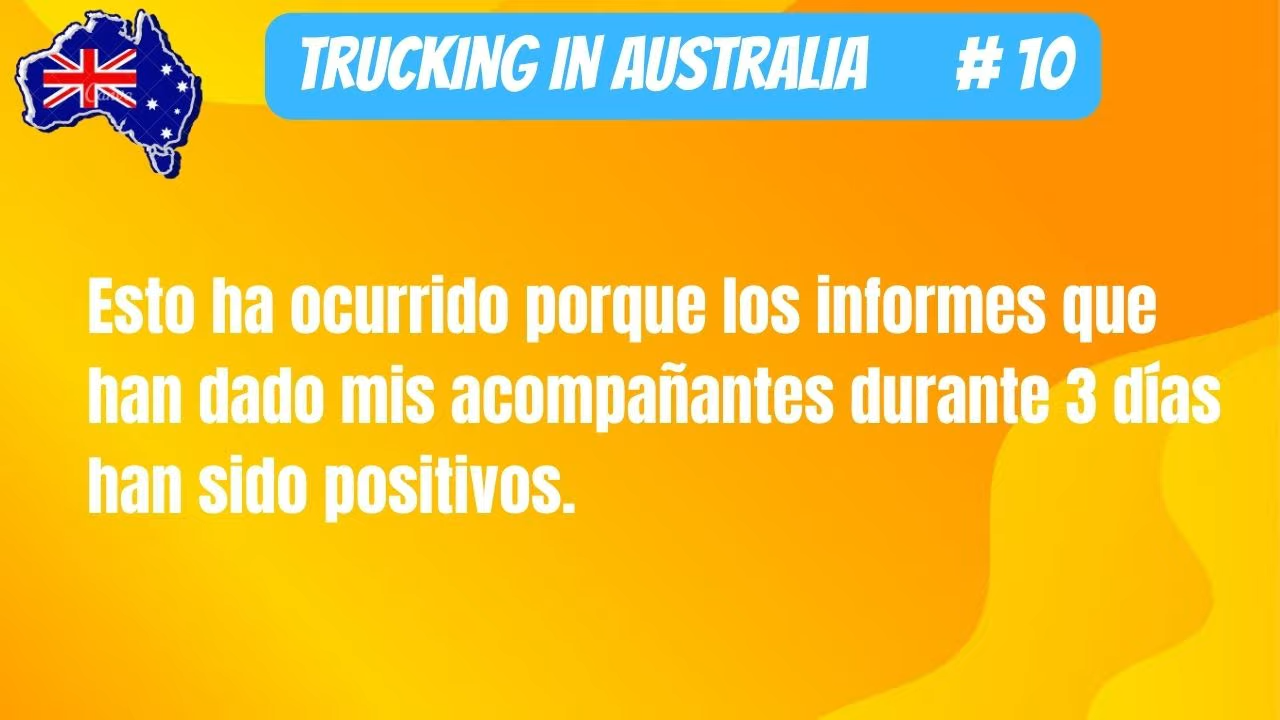 TRUCKING IN AUSTRALIA # 10
Esto ha ocurrido porque los informes que
han dado mis acompañantes durante 3 días
han sido positivos.